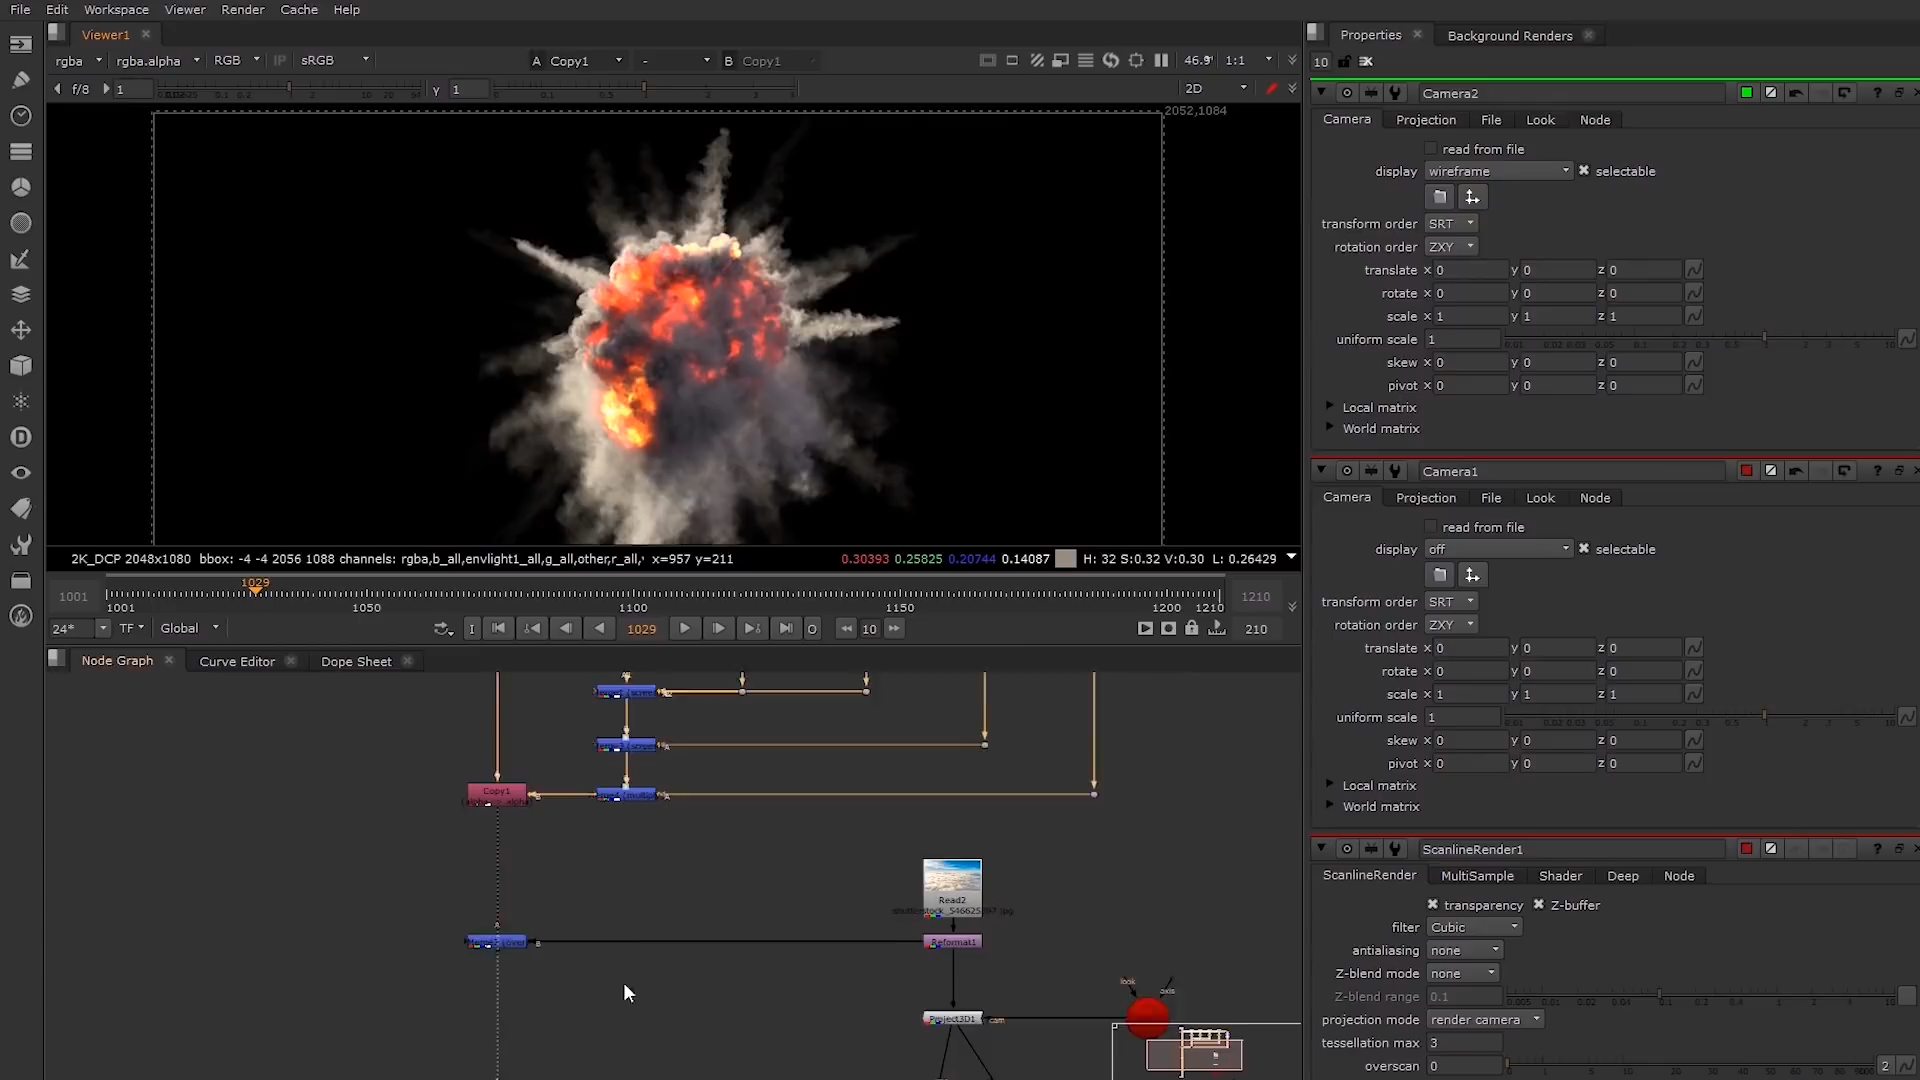 File Edit Workspace Viewer Render Cache Help
Viewer1
Properties
Background Renders
rgba rgba.alpha RGB IP sRGB A Copy1 - B Copy1 1:1
10
f/8 1 y 1 2D
2052,1084
2K_DCP 2048x1080 bbox: -4 -4 2056 1088 channels: rgba,b_all,envlight1_all,g_all,other,r_all, x=957 y=211 0.30393 0.25825 0.20744 0.14087 H: 32 S:0.32 V:0.30 L: 0.26429
1029
1001 1210
1001 1050 1100 1150 1200 1210
24* TF Global I 1029 O 10 210
Node Graph Curve Editor Dope Sheet
Copy1
Read2
Reformat1
Project3D1 cam
look axis
Camera2
Camera Projection File Look Node
read from file
display wireframe selectable
transform order SRT
rotation order ZXY
translate x 0 y 0 z 0
rotate x 0 y 0 z 0
scale x 1 y 1 z 1
uniform scale 1
skew x 0 y 0 z 0
pivot x 0 y 0 z 0
Local matrix
World matrix
Camera1
Camera Projection File Look Node
read from file
display off selectable
transform order SRT
rotation order ZXY
translate x 0 y 0 z 0
rotate x 0 y 0 z 0
scale x 1 y 1 z 1
uniform scale 1
skew x 0 y 0 z 0
pivot x 0 y 0 z 0
Local matrix
World matrix
ScanlineRender1
ScanlineRender MultiSample Shader Deep Node
transparency Z-buffer
filter Cubic
antialiasing none
Z-blend mode none
Z-blend range 0.1
projection mode render camera
tessellation max 3
overscan 0 2